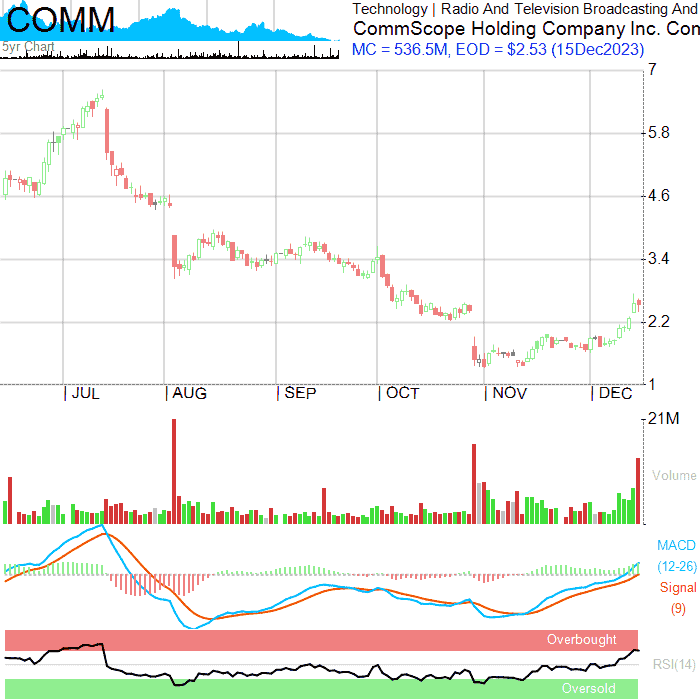 COMM
5yr Chart
Technology | Radio And Television Broadcasting And
CommScope Holding Company Inc. Con
MC = 536.5M, EOD = $2.53 (15Dec2023)
7
5.8
4.6
3.4
2.2
1
| JUL | AUG | SEP | OCT | NOV | DEC
21M
Volume
MACD
(12-26)
Signal
(9)
Overbought
RSI(14)
Oversold